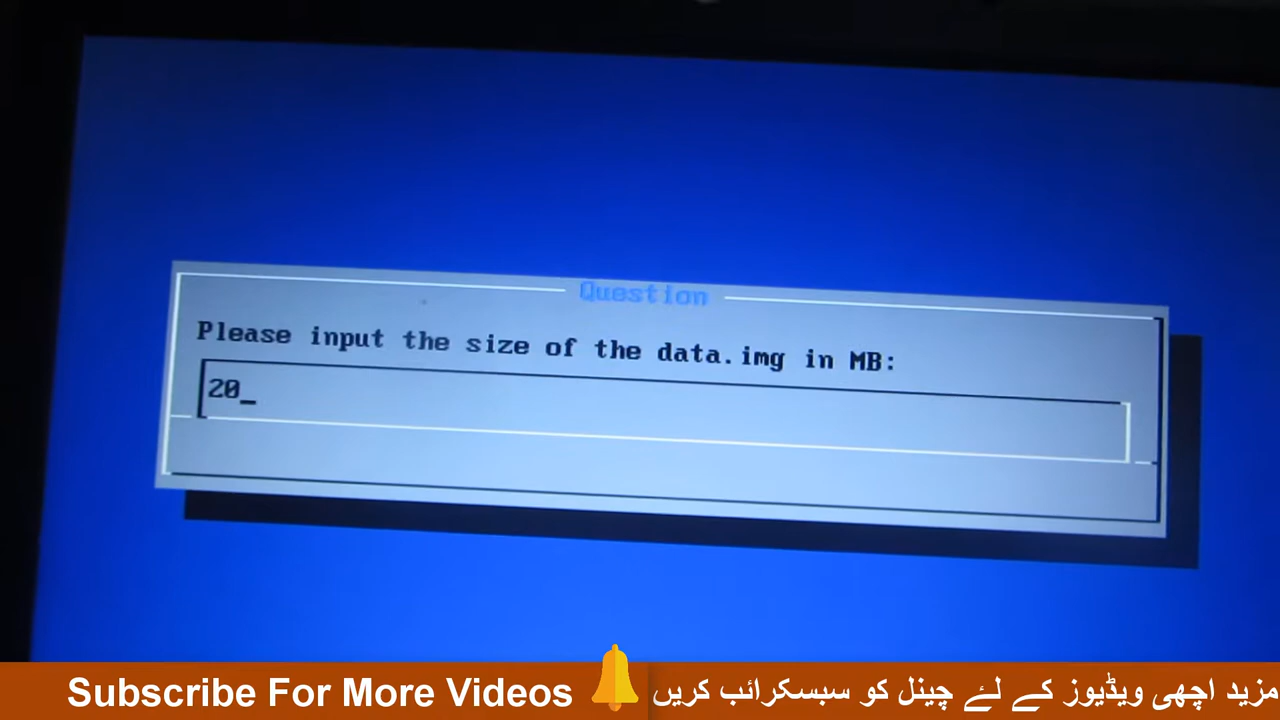 Question
Please input the size of the data.img in MB:
20_
Subscribe For More Videos
مزید اچھی ویڈیوز کے لئے چینل کو سبسکرائب کریں